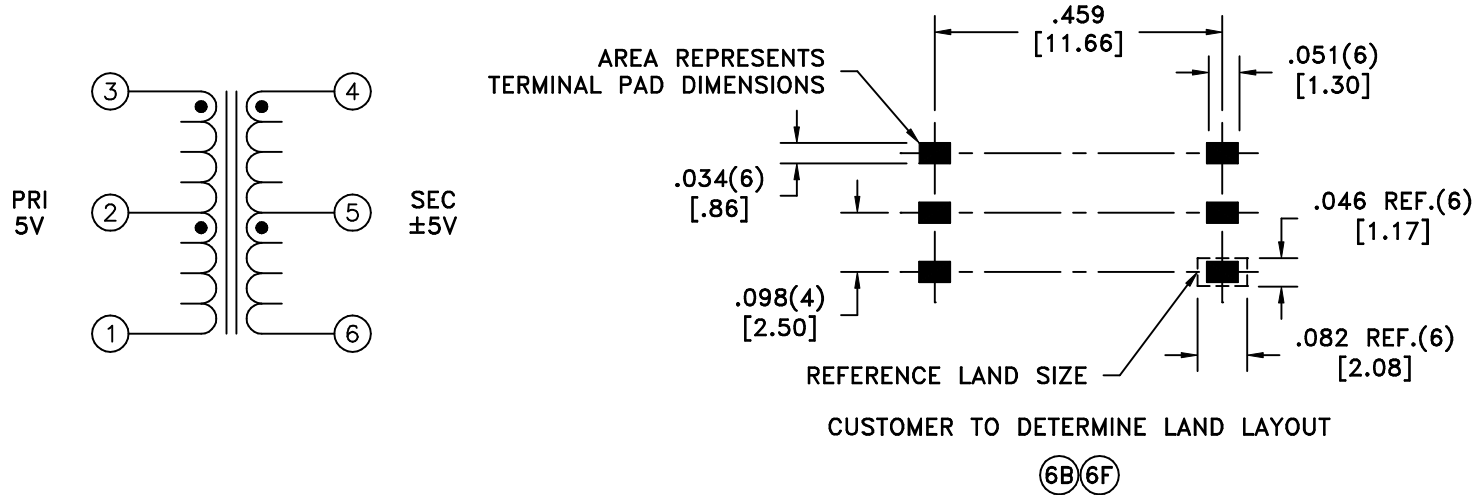 3
4
PRI
5V
2
5
SEC
±5V
1
6
.459
[11.66]
AREA REPRESENTS
TERMINAL PAD DIMENSIONS
.051(6)
[1.30]
.034(6)
[.86]
.046 REF.(6)
[1.17]
.098(4)
[2.50]
.082 REF.(6)
[2.08]
REFERENCE LAND SIZE
CUSTOMER TO DETERMINE LAND LAYOUT
6B 6F